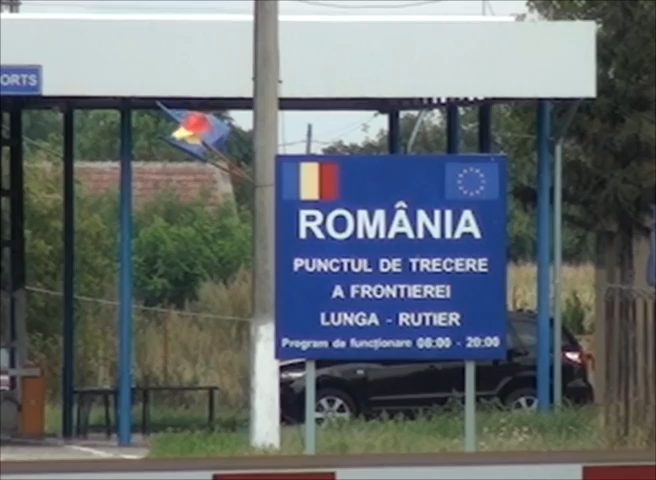 ORTS
ROMÂNIA
PUNCTUL DE TRECERE
A FRONTIEREI
LUNGA - RUTIER
Program de funcționare 08:00 - 20:00